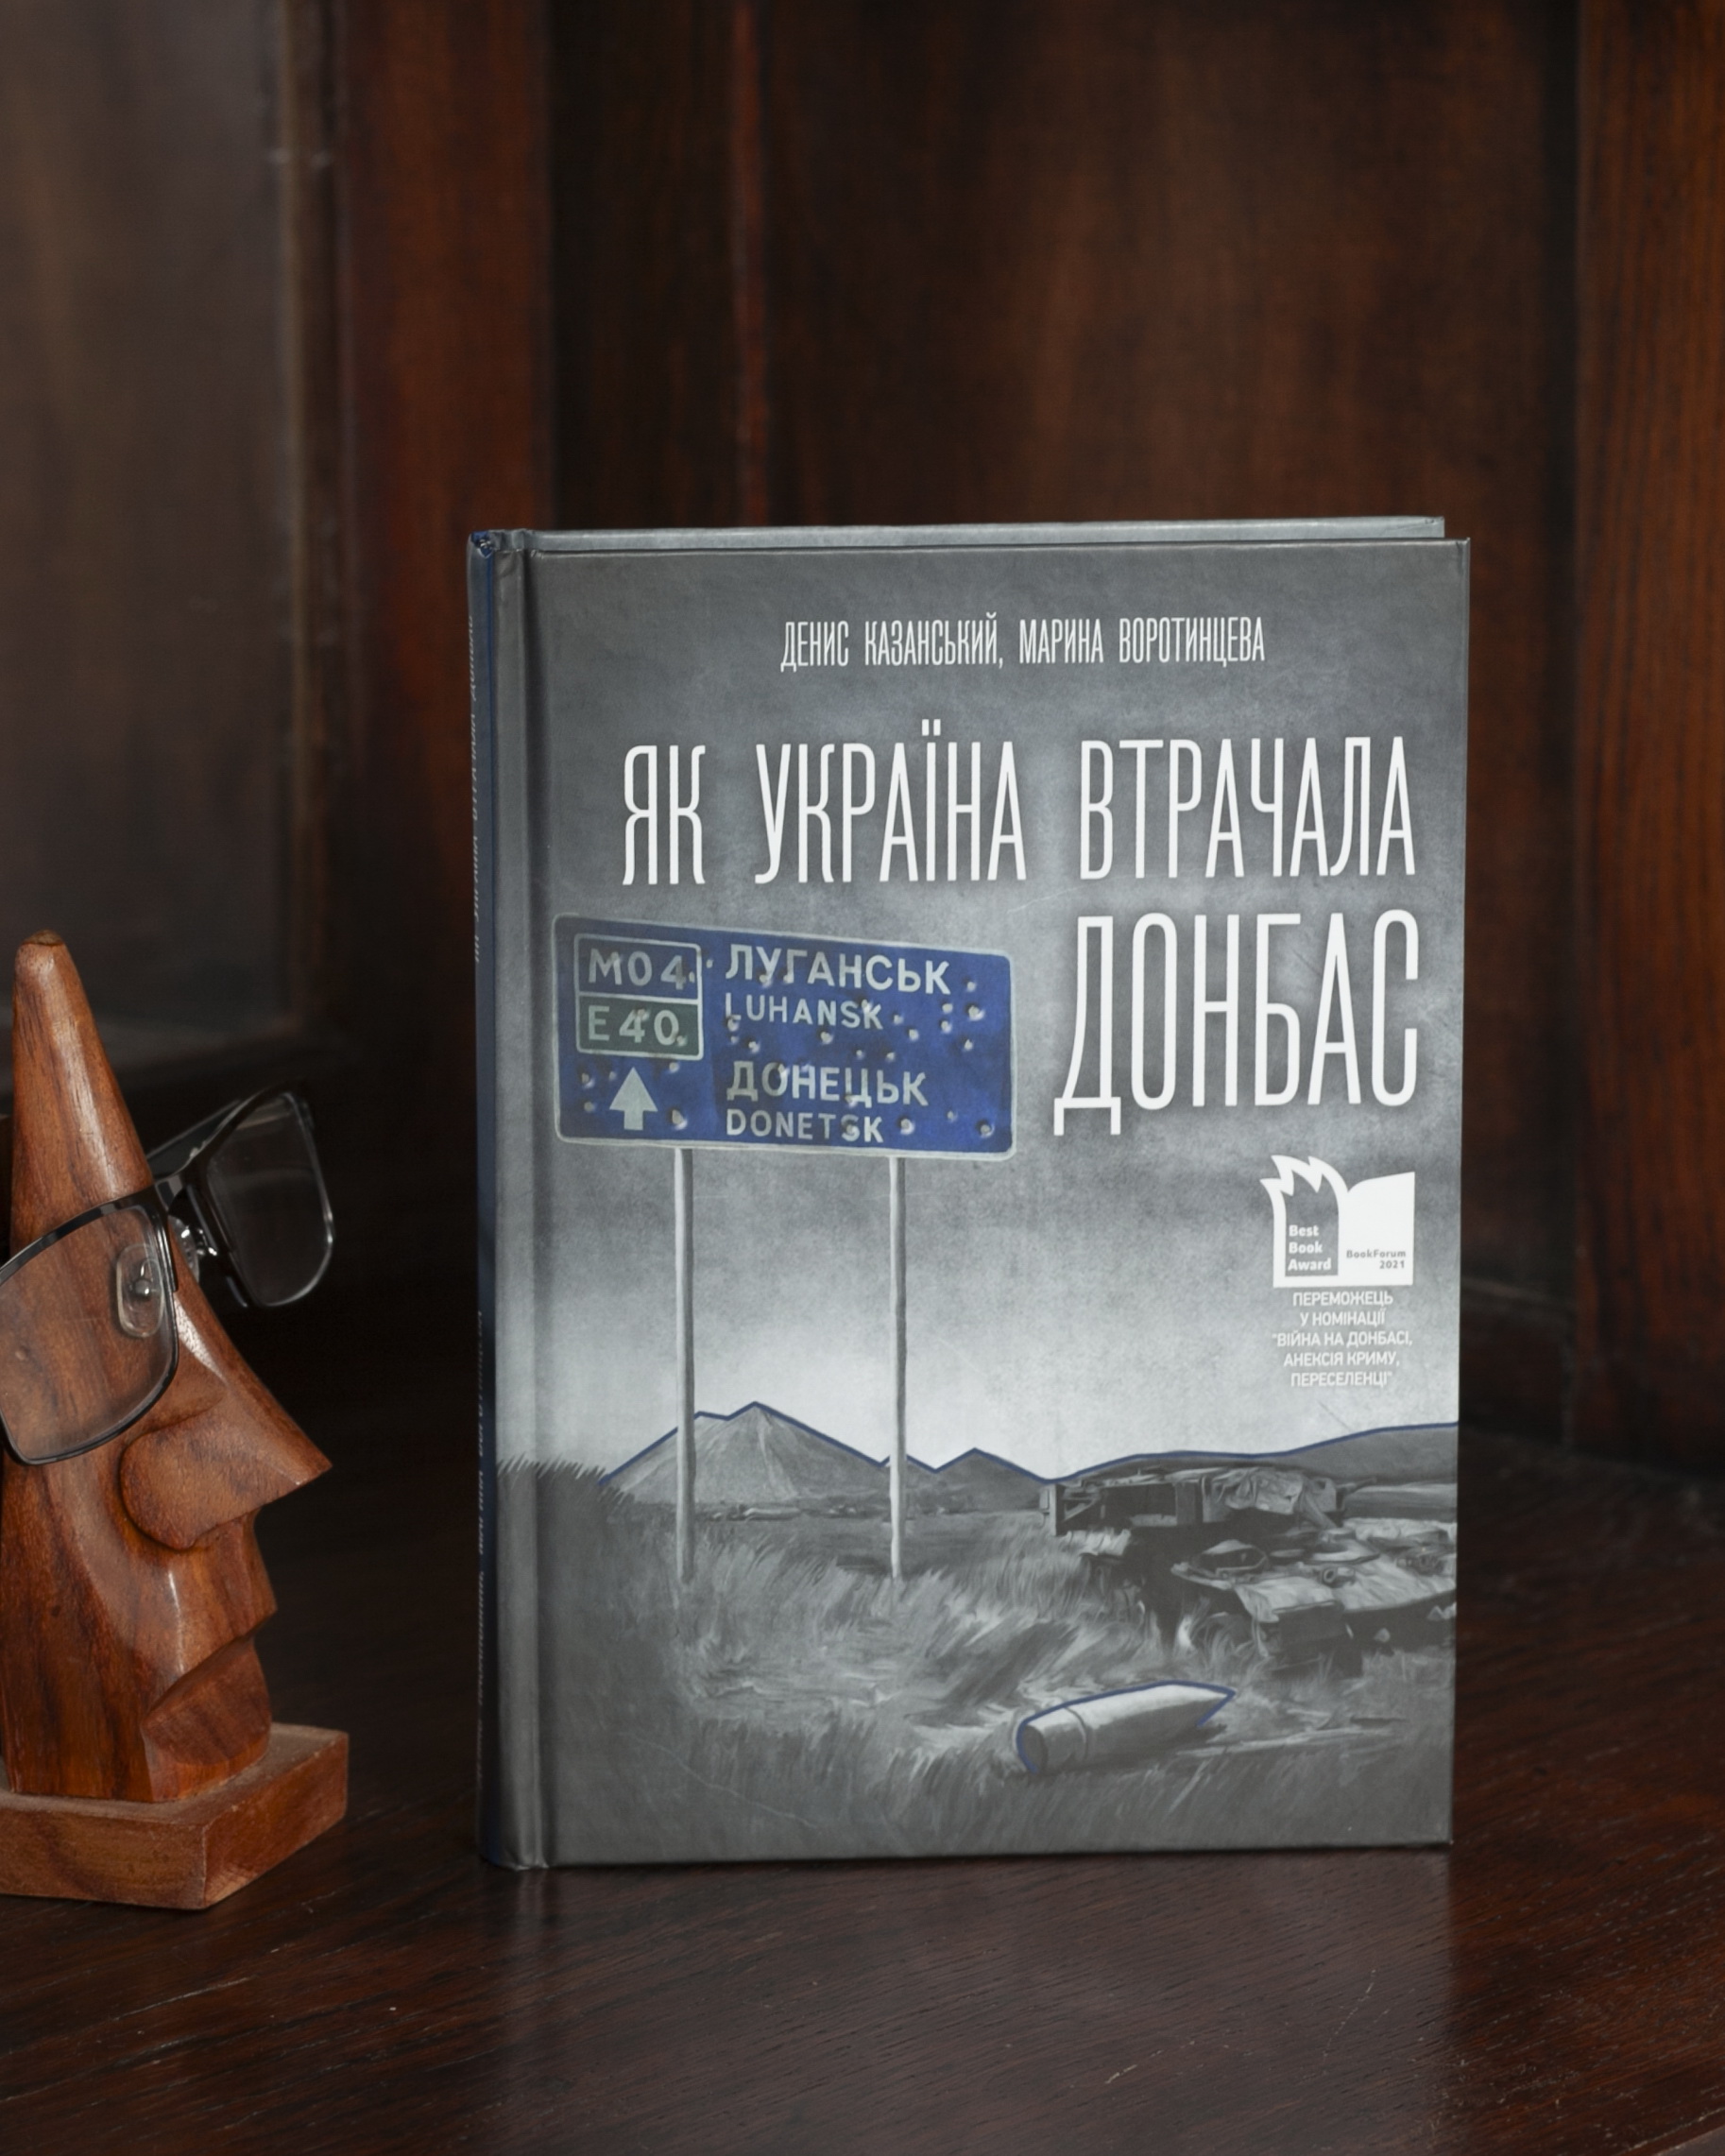 ДЕНИС КАЗАНСЬКИЙ, МАРИНА ВОРОТИНЦЕВА
ЯК УКРАЇНА ВТРАЧАЛА
ДОНБАС
М04
E40
ЛУГАНСЬК
LUHANSK
ДОНЕЦЬК
DONETSK
Best
Book
Award
BookForum
2021
ПЕРЕМОЖЕЦЬ
У НОМІНАЦІЇ
"ВІЙНА НА ДОНБАСІ,
АНЕКСІЯ КРИМУ,
ПЕРЕСЕЛЕНЦІ"